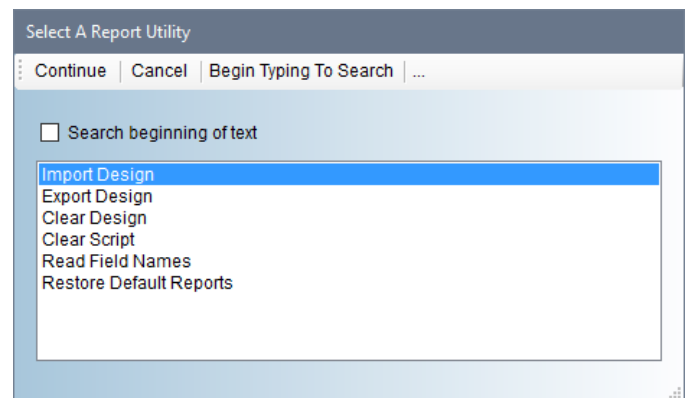 Select A Report Utility
Continue Cancel Begin Typing To Search ...
Search beginning of text
Import Design
Export Design
Clear Design
Clear Script
Read Field Names
Restore Default Reports